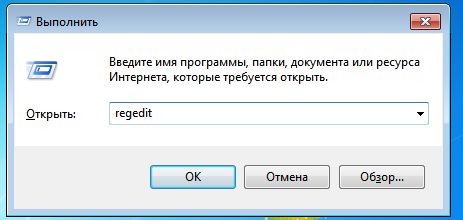 Выполнить
Введите имя программы, папки, документа или ресурса
Интернета, которые требуется открыть.
Открыть: regedit
OK Отмена Обзор...